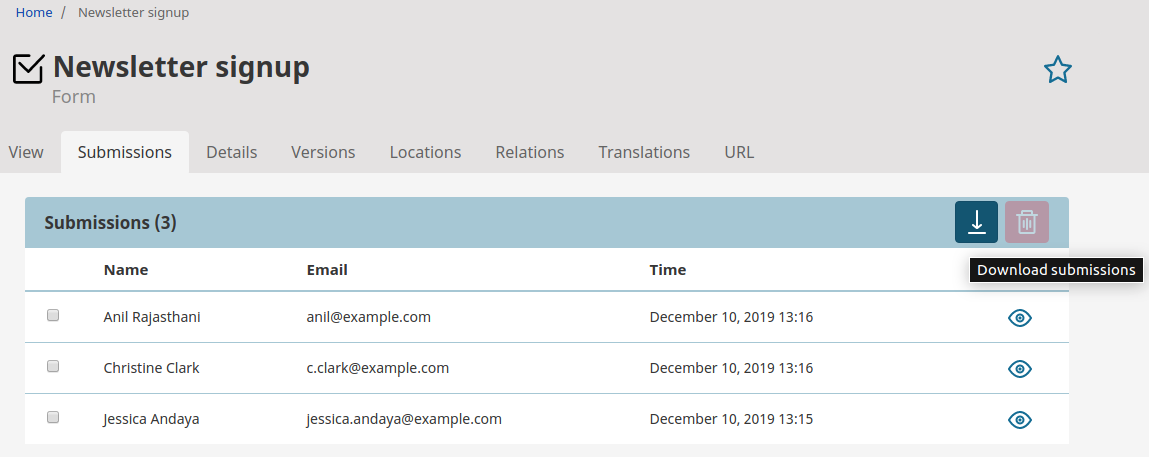 Home / Newsletter signup
Newsletter signup
Form
View Submissions Details Versions Locations Relations Translations URL
Submissions (3)
Download submissions
Name Email Time
Anil Rajasthani anil@example.com December 10, 2019 13:16
Christine Clark c.clark@example.com December 10, 2019 13:16
Jessica Andaya jessica.andaya@example.com December 10, 2019 13:15